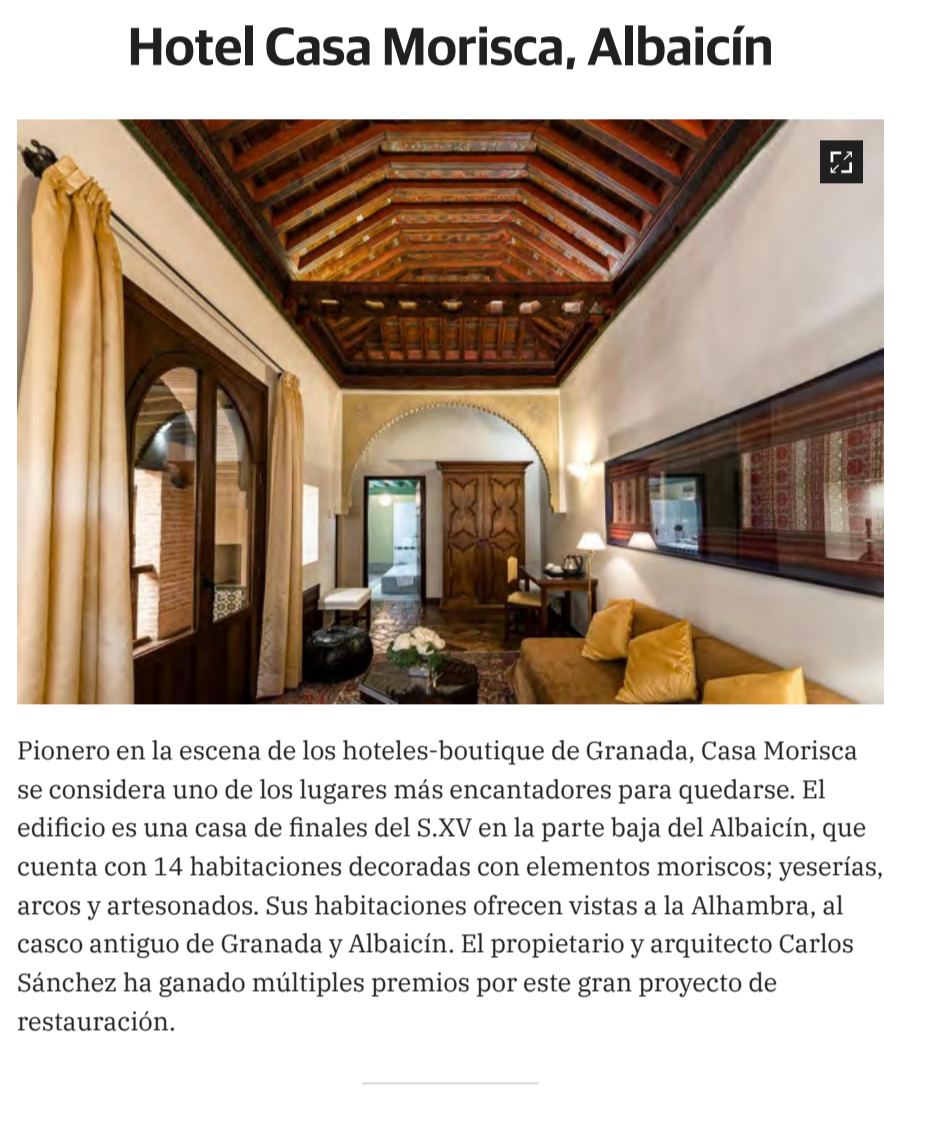 Hotel Casa Morisca, Albaicín
Pionero en la escena de los hoteles-boutique de Granada, Casa Morisca
se considera uno de los lugares más encantadores para quedarse. El
edificio es una casa de finales del S.XV en la parte baja del Albaicín, que
cuenta con 14 habitaciones decoradas con elementos moriscos; yeserías,
arcos y artesonados. Sus habitaciones ofrecen vistas a la Alhambra, al
casco antiguo de Granada y Albaicín. El propietario y arquitecto Carlos
Sánchez ha ganado múltiples premios por este gran proyecto de
restauración.